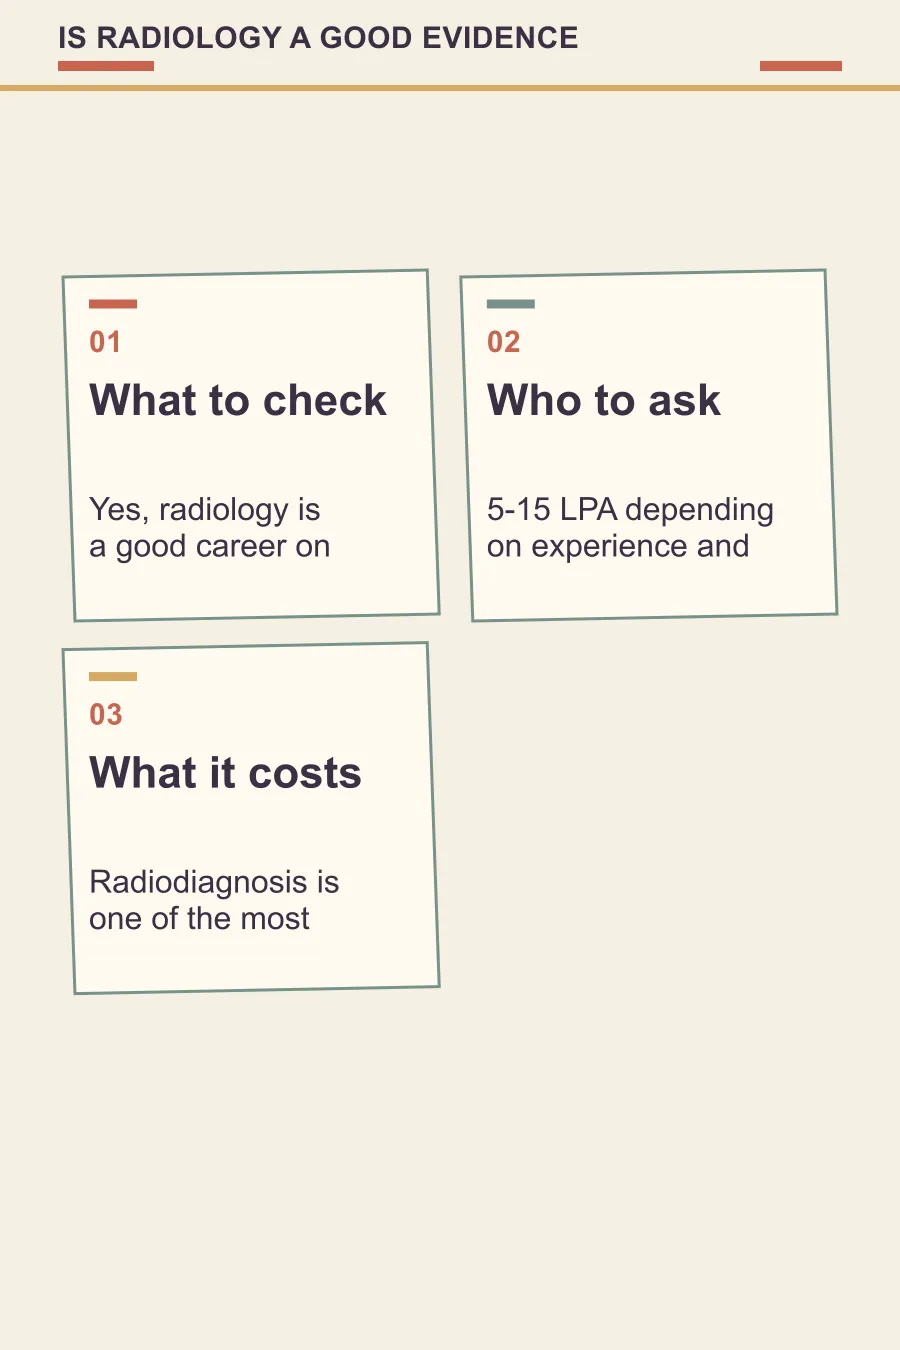 IS RADIOLOGY A GOOD EVIDENCE
01
What to check
Yes, radiology is
a good career on
02
Who to ask
5-15 LPA depending
on experience and
03
What it costs
Radiodiagnosis is
one of the most